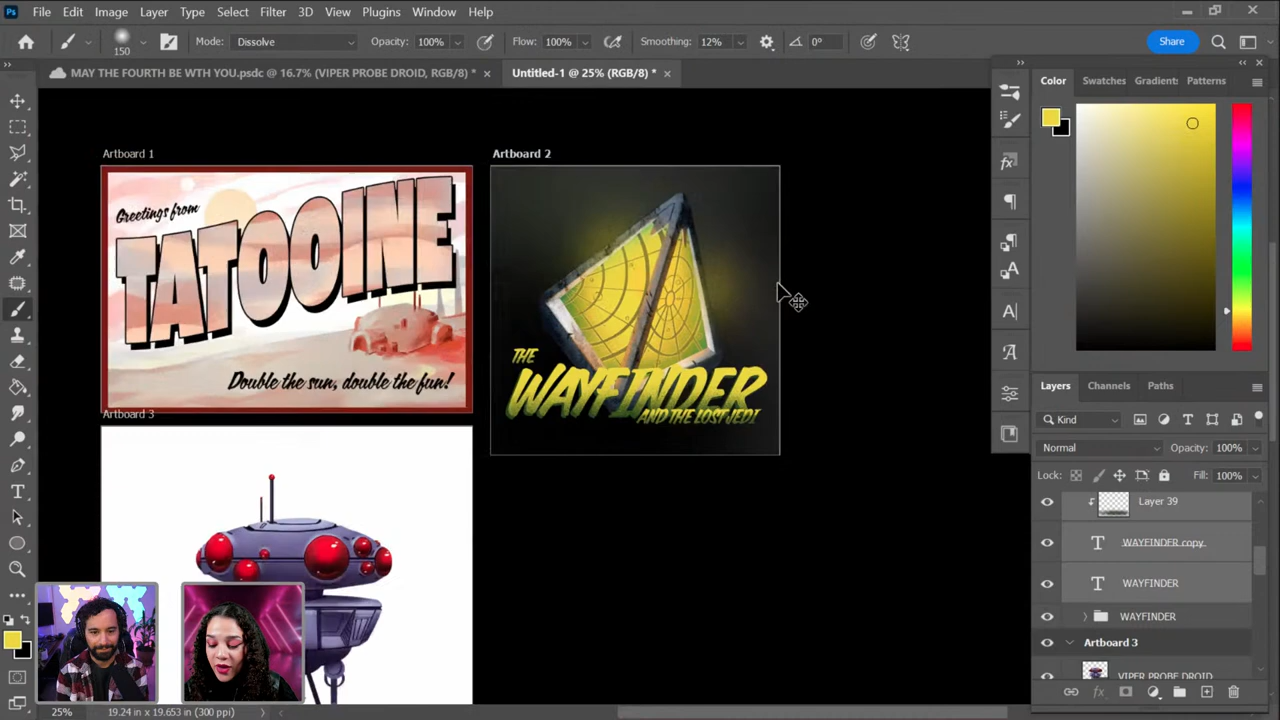 Ps File Edit Image Layer Type Select Filter 3D View Plugins Window Help
150 Mode: Dissolve Opacity: 100% Flow: 100% Smoothing: 12% 0° Share
MAY THE FOURTH BE WTH YOU.psdc @ 16.7% (VIPER PROBE DROID, RGB/8) * × Untitled-1 @ 25% (RGB/8) * ×
Color Swatches Gradient: Patterns
Artboard 1
Greetings from
TATOOINE
Double the sun, double the fun!
Artboard 2
THE
WAYFINDER
AND THE LOST JEDI
Artboard 3
Layers Channels Paths
Kind
Normal Opacity: 100%
Lock: Fill: 100%
Layer 39
WAYFINDER copy
WAYFINDER
WAYFINDER
Artboard 3
VIPER PROBE DROID
25% 19.24 in x 19.653 in (300 ppi)